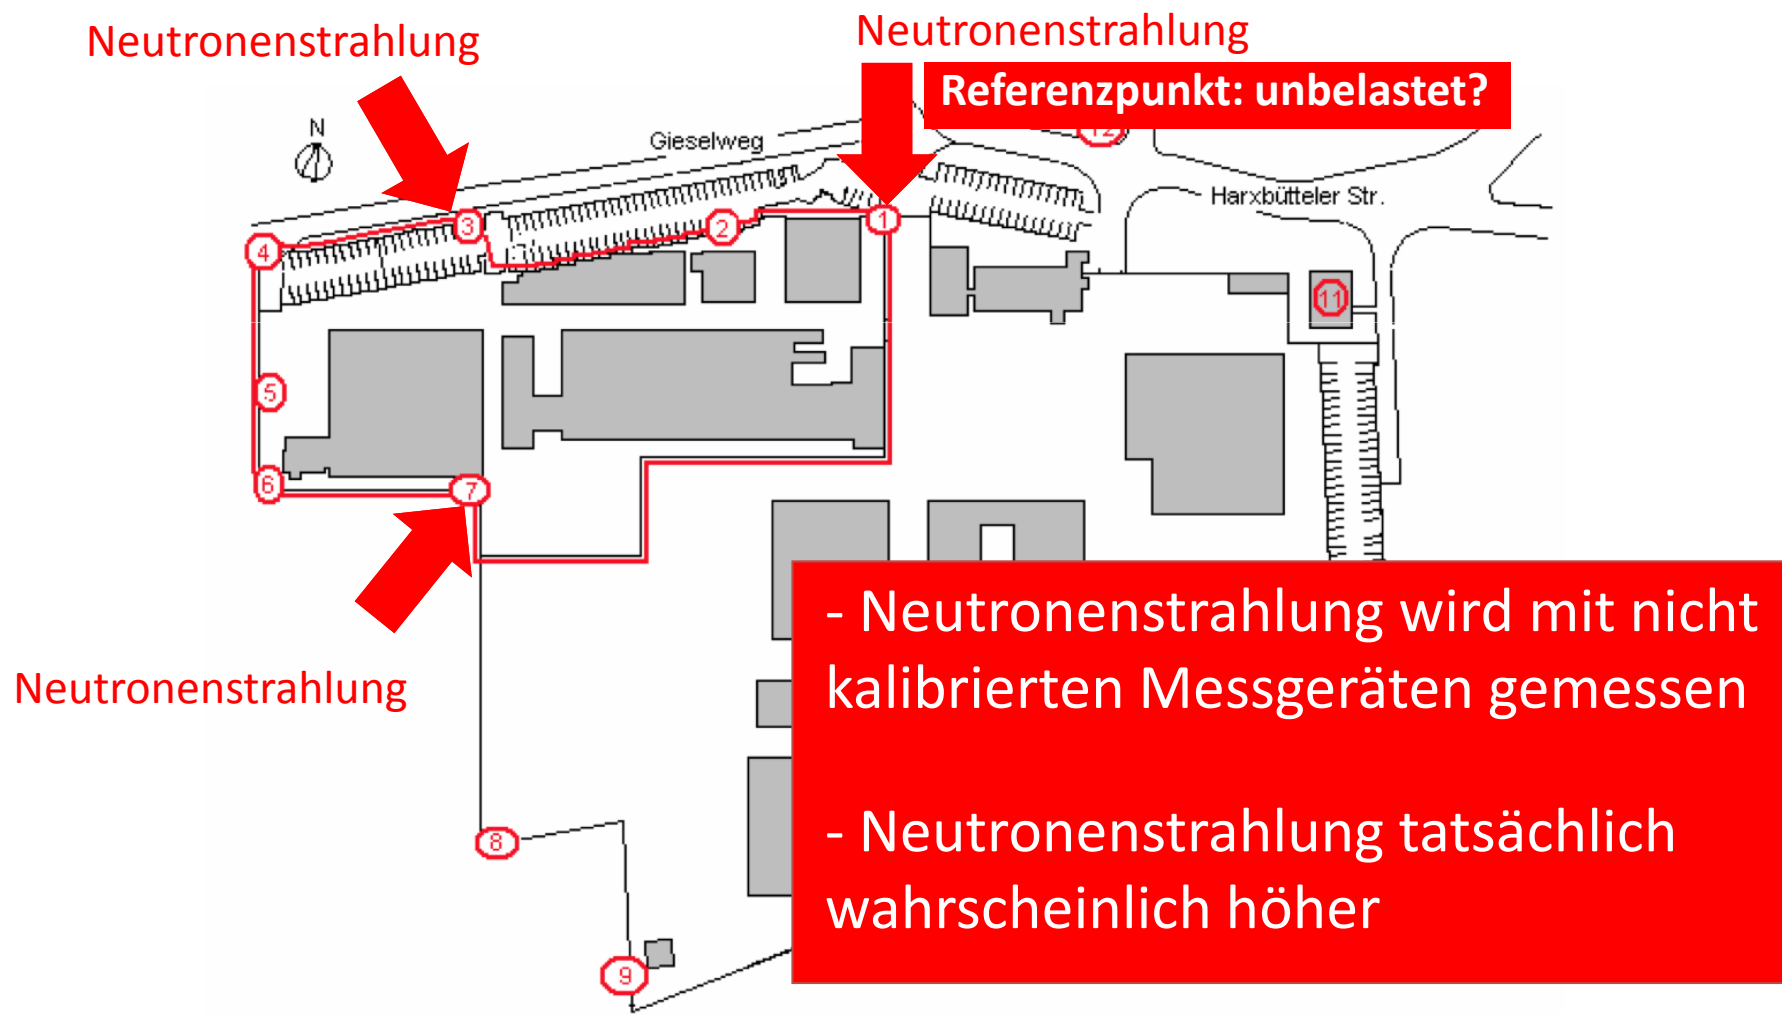 Neutronenstrahlung
Neutronenstrahlung
Referenzpunkt: unbelastet?
12
N
Gieselweg
Harxbütteler Str.
1
2
3
4
11
5
6
7
Neutronenstrahlung
- Neutronenstrahlung wird mit nicht
kalibrierten Messgeräten gemessen
- Neutronenstrahlung tatsächlich
wahrscheinlich höher
8
9